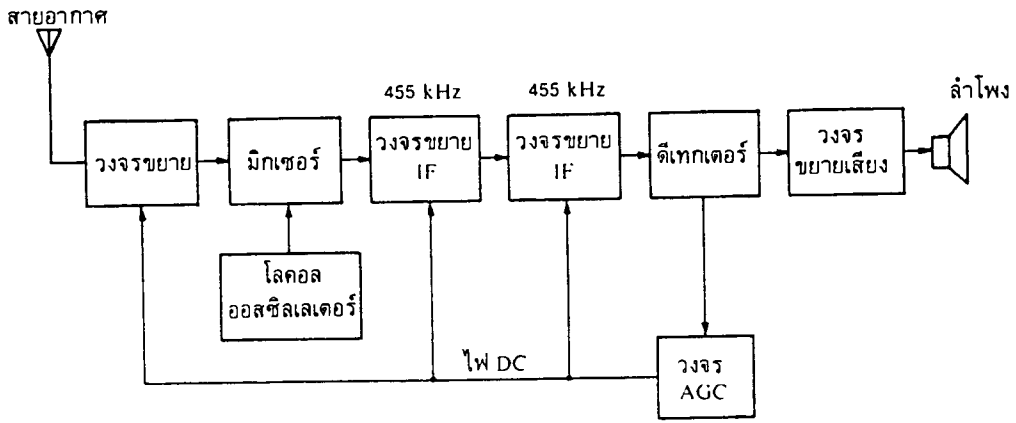 สายอากาศ
455 kHz
455 kHz
ลำโพง
วงจรขยาย
มิกเซอร์
วงจรขยาย
IF
วงจรขยาย
IF
ดีเทกเตอร์
วงจร
ขยายเสียง
โลคอล
ออสซิลเลเตอร์
ไฟ DC
วงจร
AGC